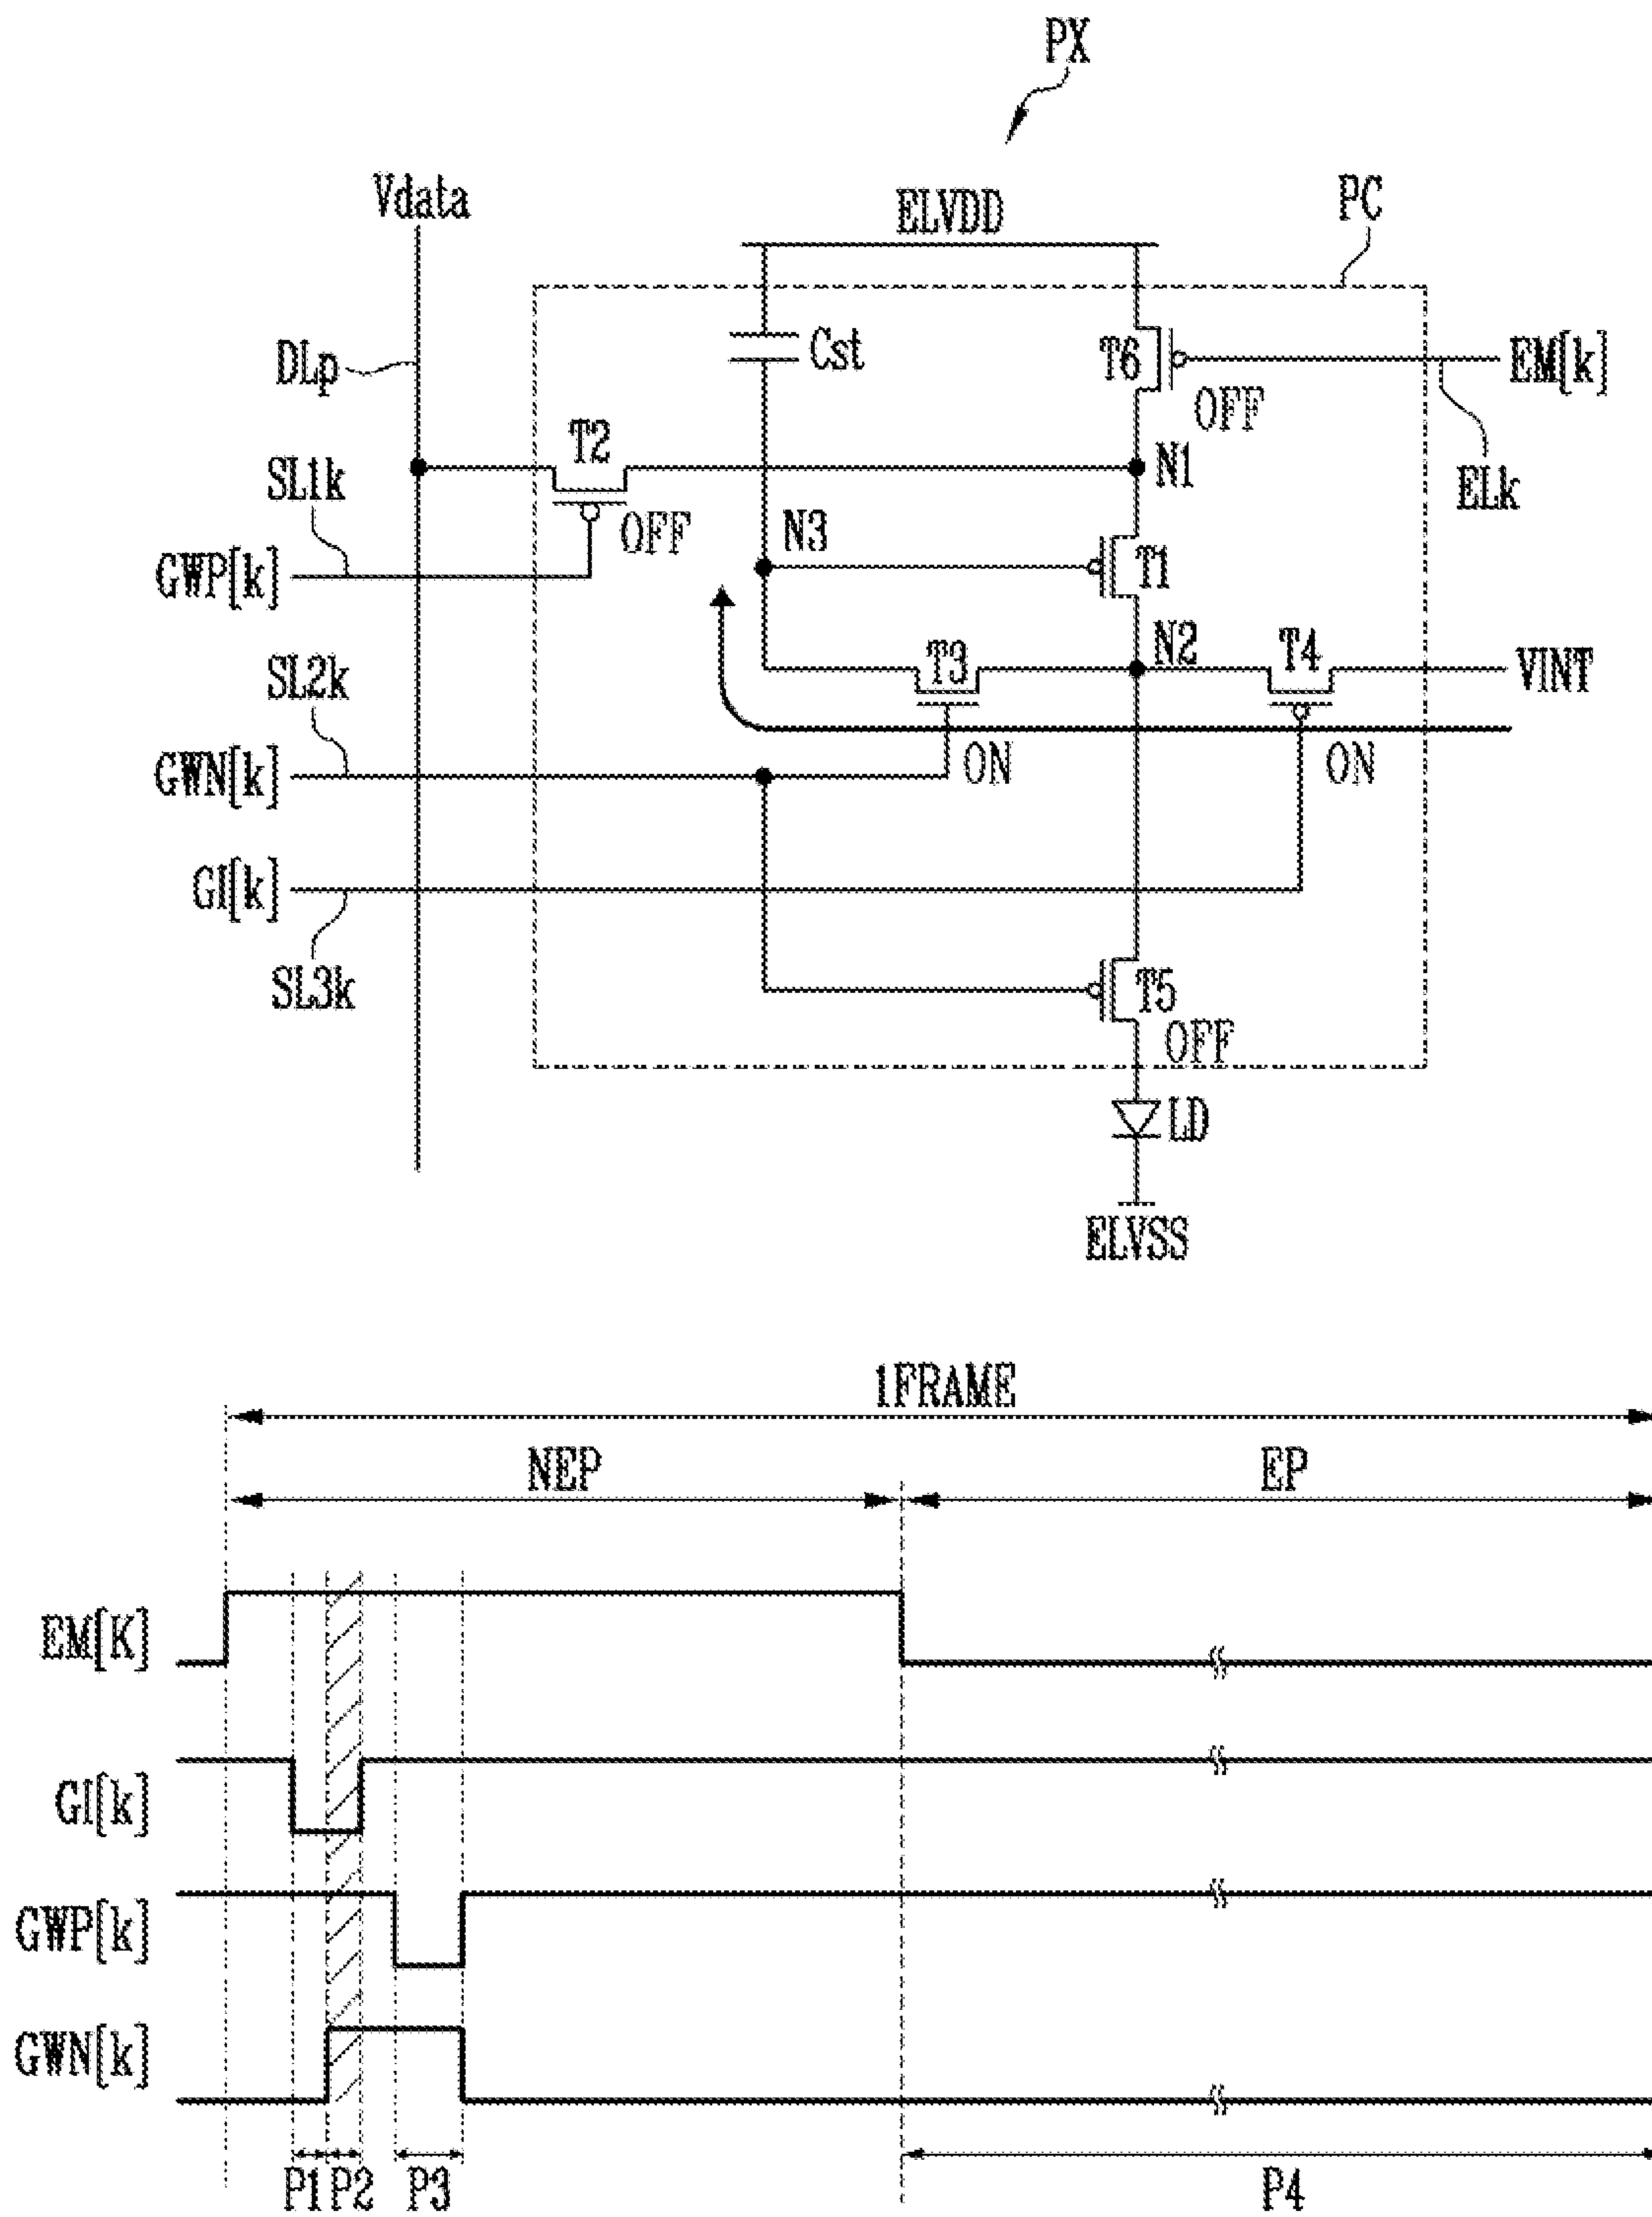 PX
Vdata
ELVDD
PC
DLp
Cst
T6
EM[k]
OFF
T2
N1
SL1k
ELk
OFF
N3
GWP[k]
T1
N2
T3
T4
SL2k
VINT
ON
ON
GWN[k]
GI[k]
SL3k
T5
OFF
LD
ELVSS
1FRAME
NEP
EP
EM[K]
GI[k]
GWP[k]
GWN[k]
P1
P2
P3
P4